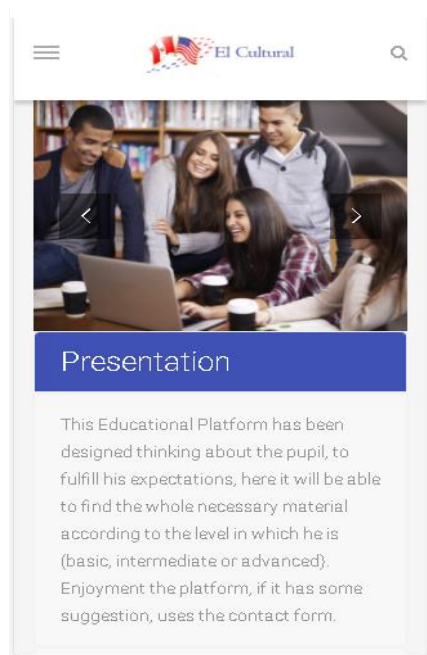 El Cultural
Presentation
This Educational Platform has been
designed thinking about the pupil, to
fulfill his expectations, here it will be able
to find the whole necessary material
according to the level in which he is
(basic, intermediate or advanced}.
Enjoyment the platform, if it has some
suggestion, uses the contact form.